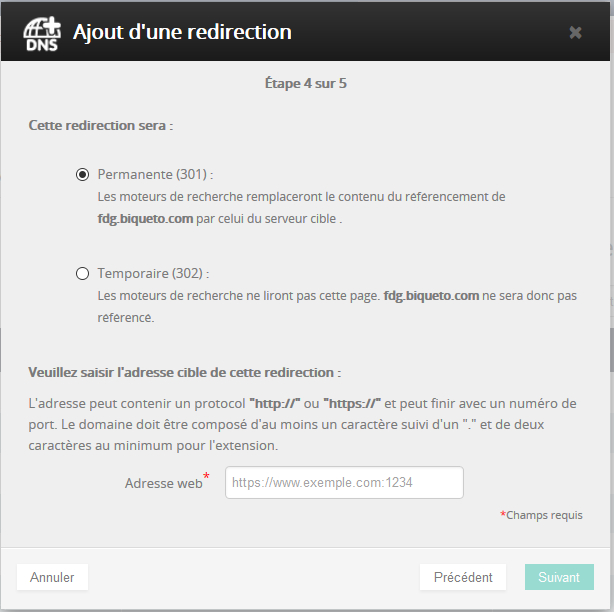 DNS
Ajout d'une redirection
Étape 4 sur 5
Cette redirection sera :
Permanente (301) :
Les moteurs de recherche remplaceront le contenu du référencement de
fdg.biqueto.com par celui du serveur cible .
Temporaire (302) :
Les moteurs de recherche ne liront pas cette page. fdg.biqueto.com ne sera donc pas
référencé.
Veuillez saisir l'adresse cible de cette redirection :
L'adresse peut contenir un protocol "http://" ou "https://" et peut finir avec un numéro de
port. Le domaine doit être composé d'au moins un caractère suivi d'un "." et de deux
caractères au minimum pour l'extension.
Adresse web* https://www.exemple.com:1234
*Champs requis
Annuler Précédent Suivant